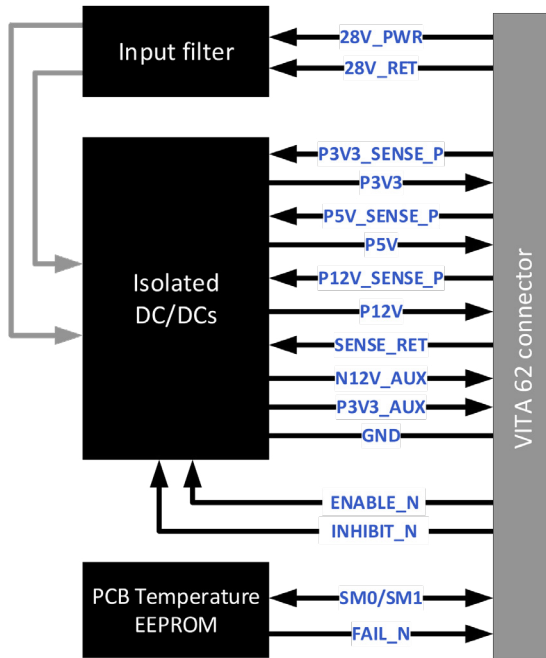 Input filter
28V_PWR
28V_RET
Isolated
DC/DCs
P3V3_SENSE_P
P3V3
P5V_SENSE_P
P5V
P12V_SENSE_P
P12V
SENSE_RET
N12V_AUX
P3V3_AUX
GND
ENABLE_N
INHIBIT_N
PCB Temperature
EEPROM
SM0/SM1
FAIL_N
VITA 62 connector